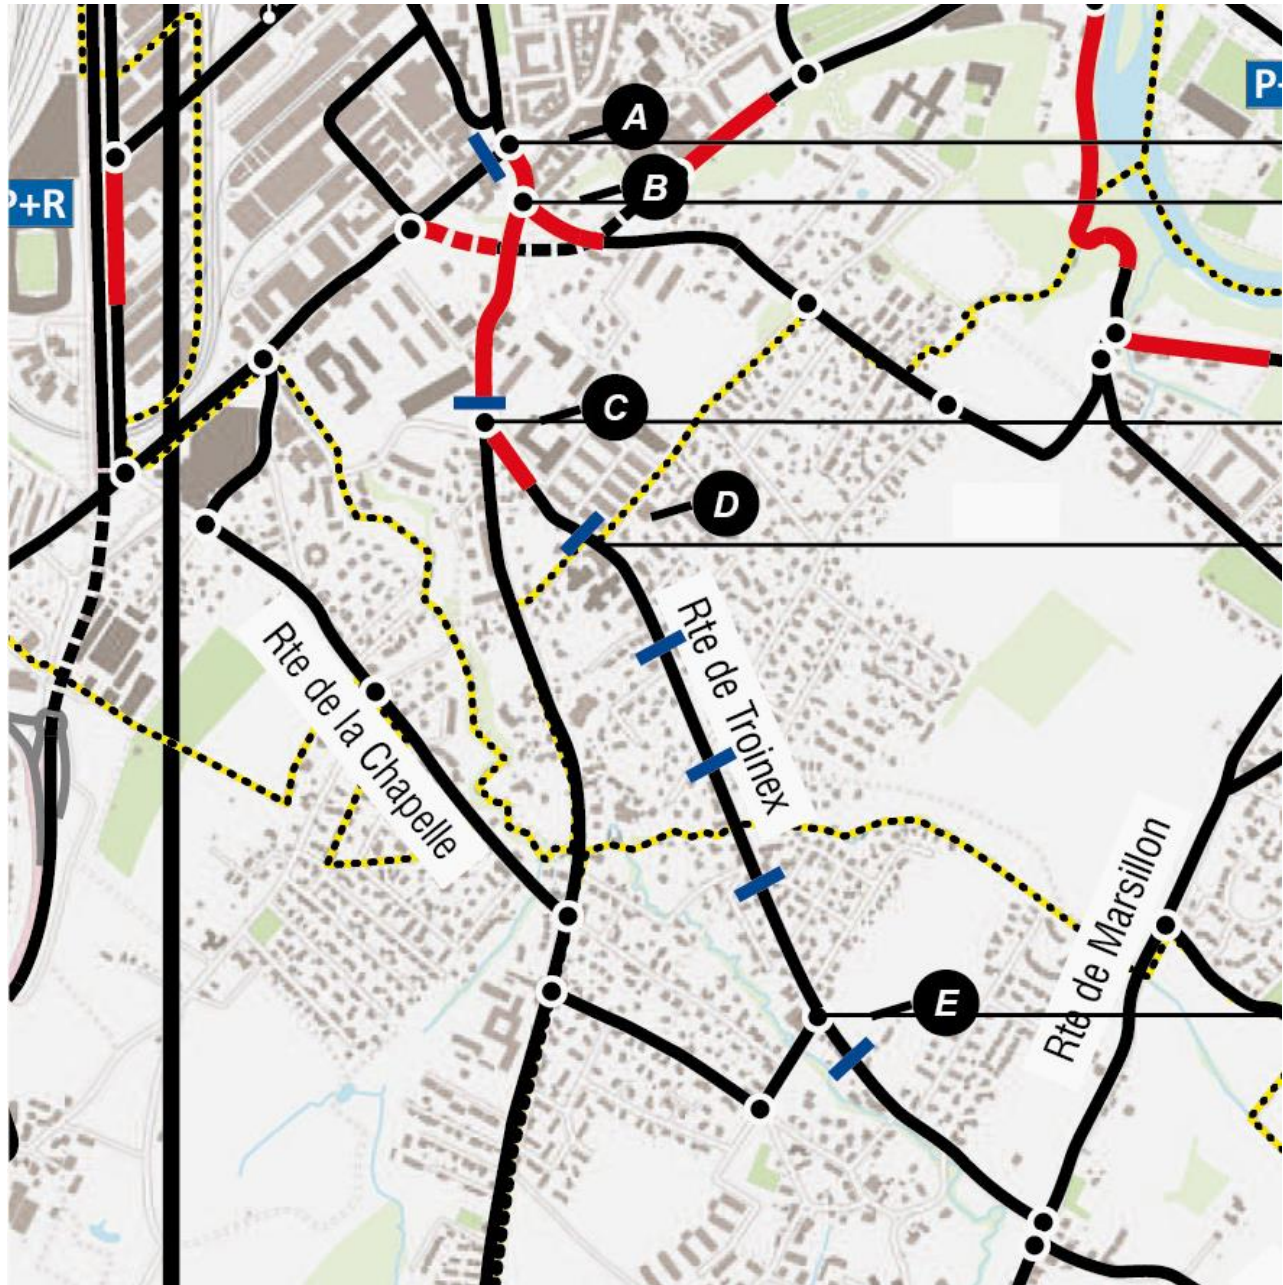 A
P+
B
P+R
C
D
Rte de Troinex
Rte de la Chapelle
Rte de Marsillon
E